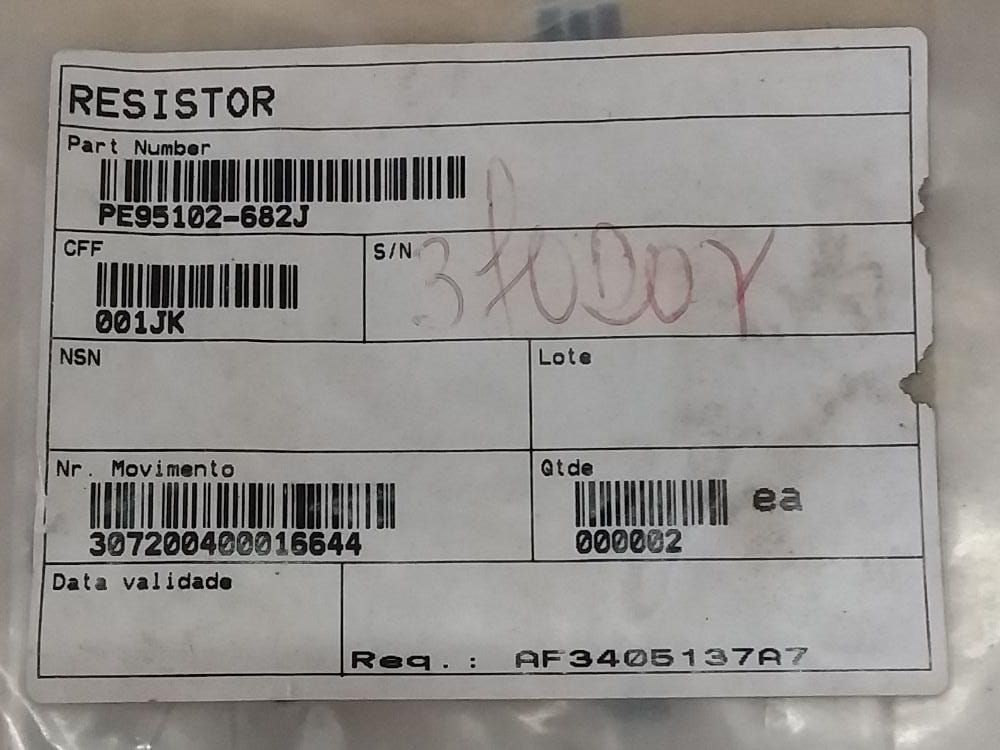 RESISTOR
Part Number
PE95102-682J
CFF
001JK
S/N
NSN
Lote
Nr. Movimento
307200400016644
Qtde
ea
000002
Data validade
Req.: AF3405137A7